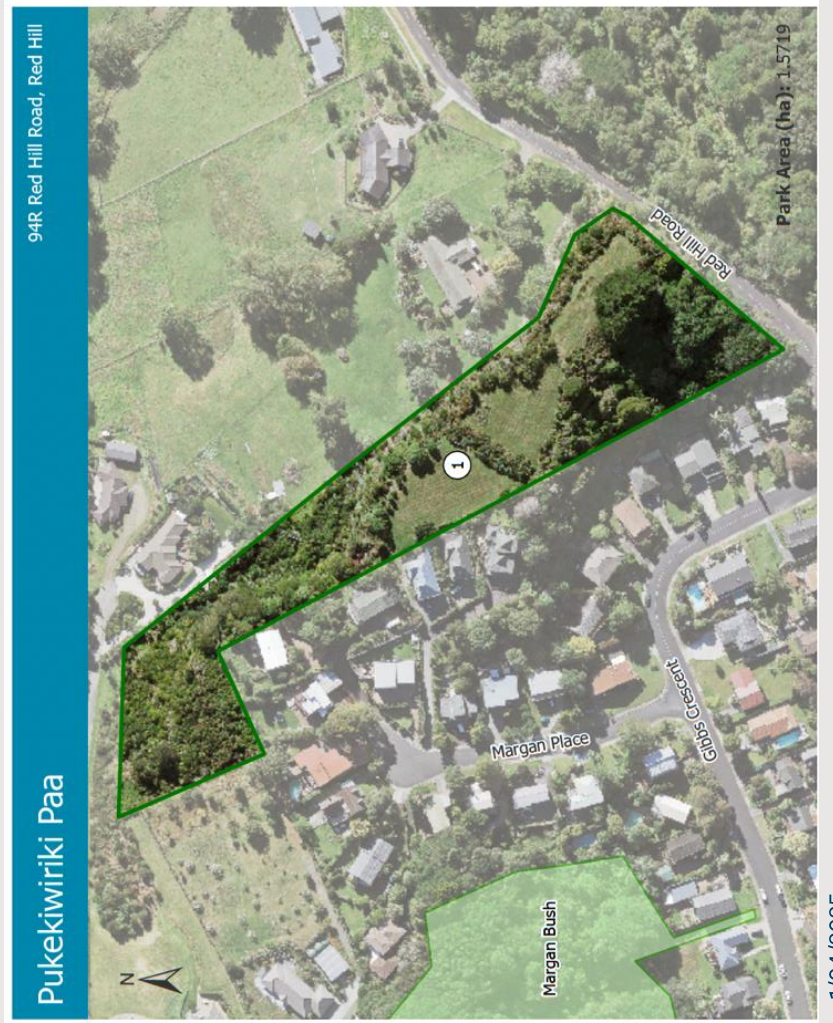 Pukekiwiriki Paa
94R Red Hill Road, Red Hill
N
1
Red Hill Road
Margan Place
Gibbs Crescent
Margan Bush
Park Area (ha): 1.5719